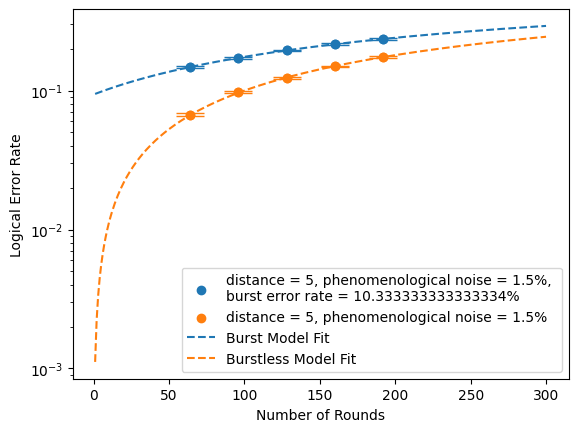 Logical Error Rate
10⁻¹
10⁻²
10⁻³
0
50
100
150
200
250
300
Number of Rounds
distance = 5, phenomenological noise = 1.5%,
burst error rate = 10.333333333333334%
distance = 5, phenomenological noise = 1.5%
Burst Model Fit
Burstless Model Fit